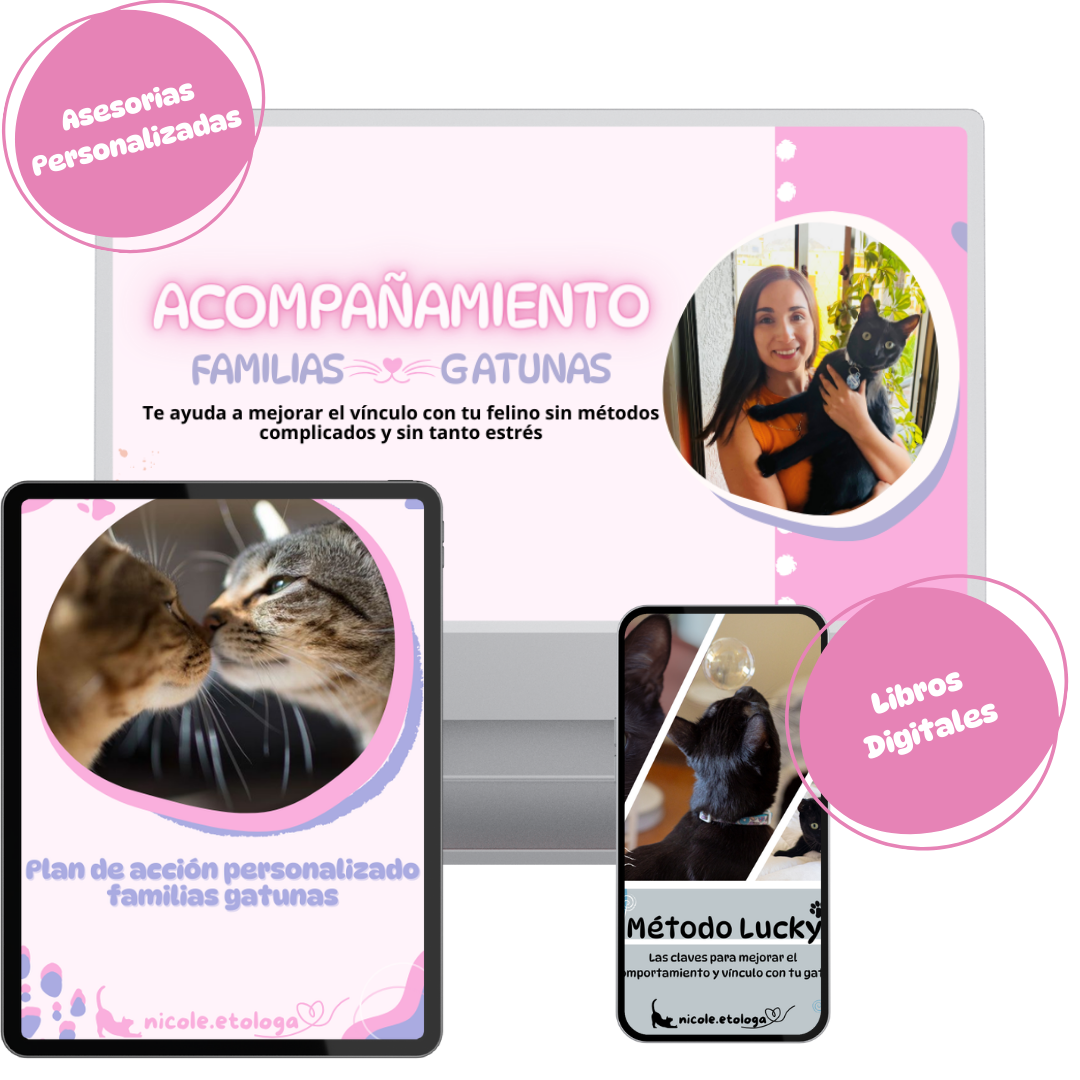 Asesorias
Personalizadas
ACOMPAÑAMIENTO
FAMILIAS GATUNAS
Te ayuda a mejorar el vínculo con tu felino sin métodos
complicados y sin tanto estrés
Plan de acción personalizado
familias gatunas
nicole.etologa
Libros
Digitales
Método Lucky
Las claves para mejorar el
omportamiento y vínculo con tu gat
nicole.etologa